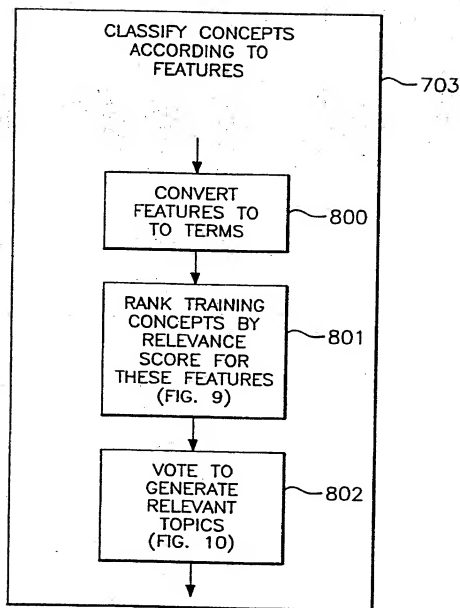 CLASSIFY CONCEPTS
ACCORDING TO
FEATURES
703
CONVERT
FEATURES TO
TO TERMS
800
RANK TRAINING
CONCEPTS BY
RELEVANCE
SCORE FOR
THESE FEATURES
(FIG. 9)
801
VOTE TO
GENERATE
RELEVANT
TOPICS
(FIG. 10)
802